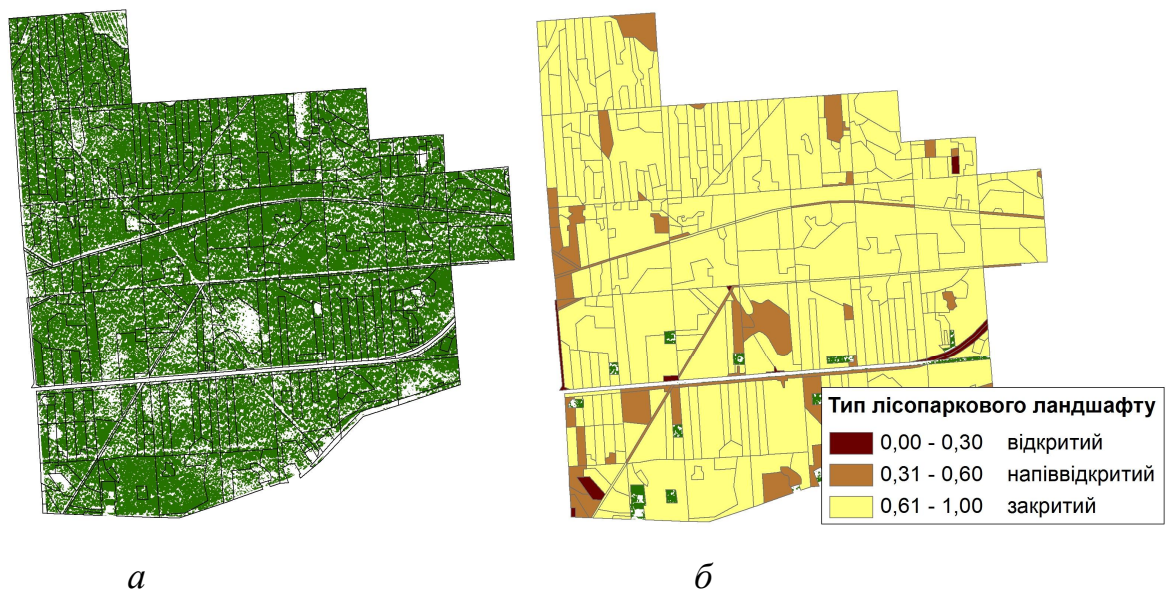 Тип лісопаркового ландшафту
0,00 - 0,30 відкритий
0,31 - 0,60 напіввідкритий
0,61 - 1,00 закритий
а б